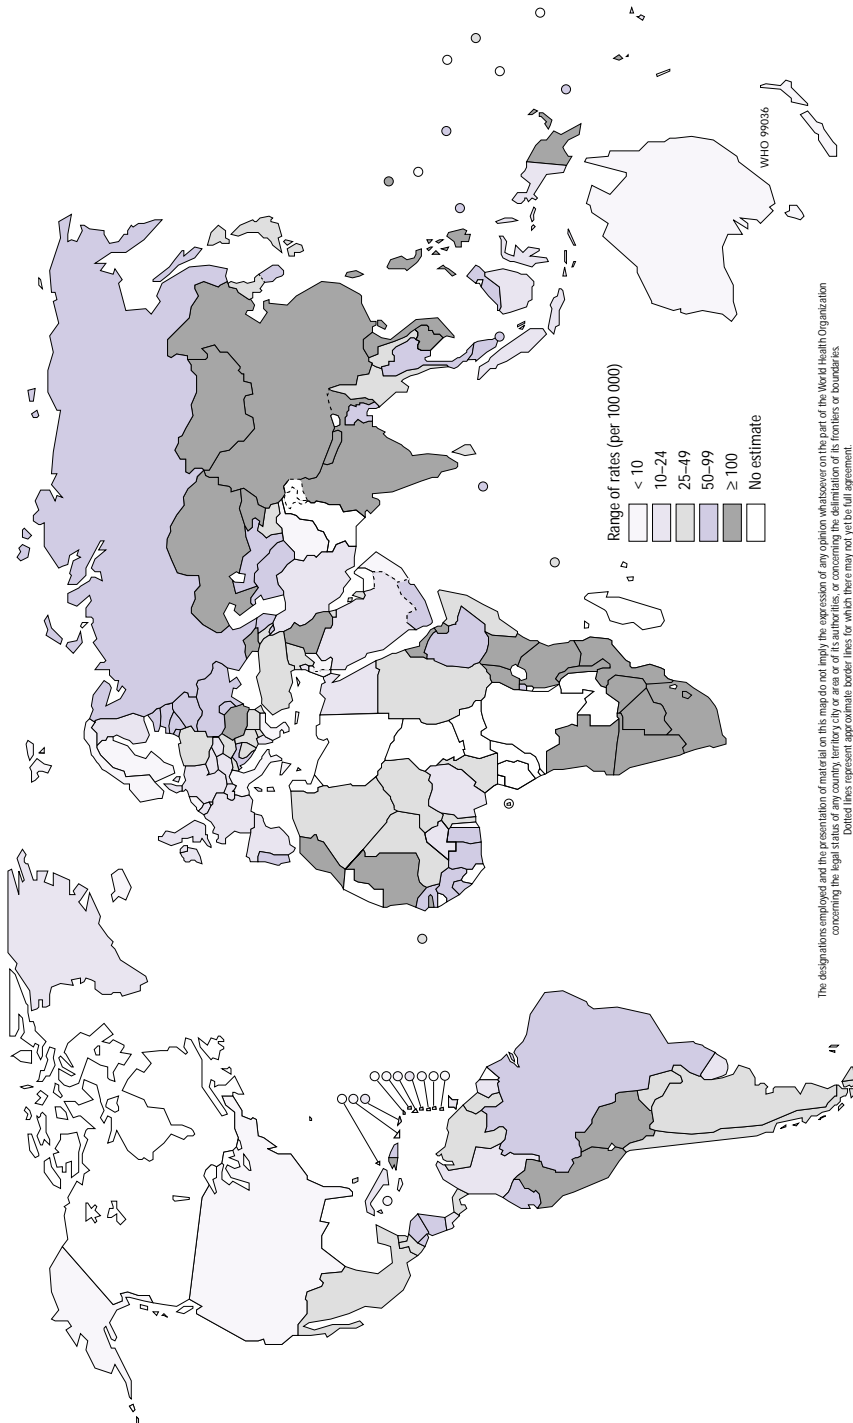 Range of rates (per 100 000)
< 10
10–24
25–49
50–99
≥ 100
No estimate
WHO 99036
The designations employed and the presentation of material on this map do not imply the expression of any opinion whatsoever on the part of the World Health Organization
concerning the legal status of any country, territory, city or area or of its authorities, or concerning the delimitation of its frontiers or boundaries.
Dotted lines represent approximate border lines for which there may not yet be full agreement.